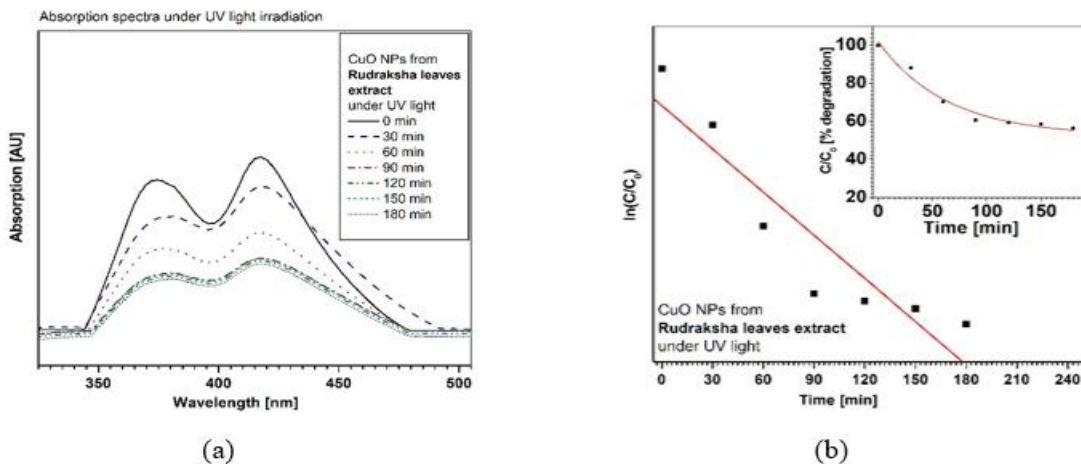 Absorption spectra under UV light irradiation
Absorption [AU]
CuO NPs from
Rudraksha leaves
extract
under UV light
0 min
30 min
60 min
90 min
120 min
150 min
180 min
350
400
450
500
Wavelength [nm]
(a)
ln(C/C₀)
CuO NPs from
Rudraksha leaves extract
under UV light
0 30 60 90 120 150 180 210 240
Time [min]
C/C₀ [% degradation]
100
80
60
40
20
0 50 100 150
Time [min]
(b)